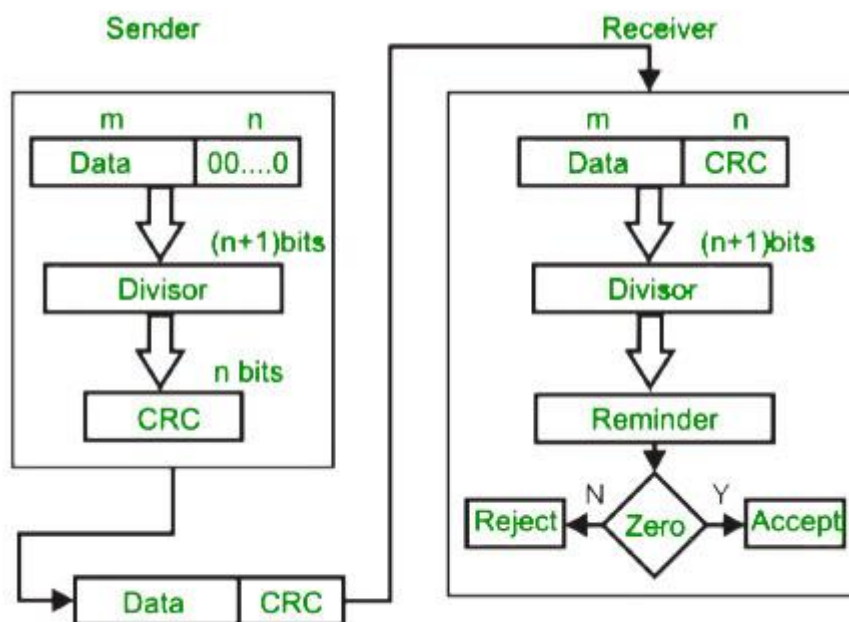 Sender
m n
Data 00....0
(n+1)bits
Divisor
n bits
CRC
Data CRC
Receiver
m n
Data CRC
(n+1)bits
Divisor
Reminder
N Y
Reject Zero Accept